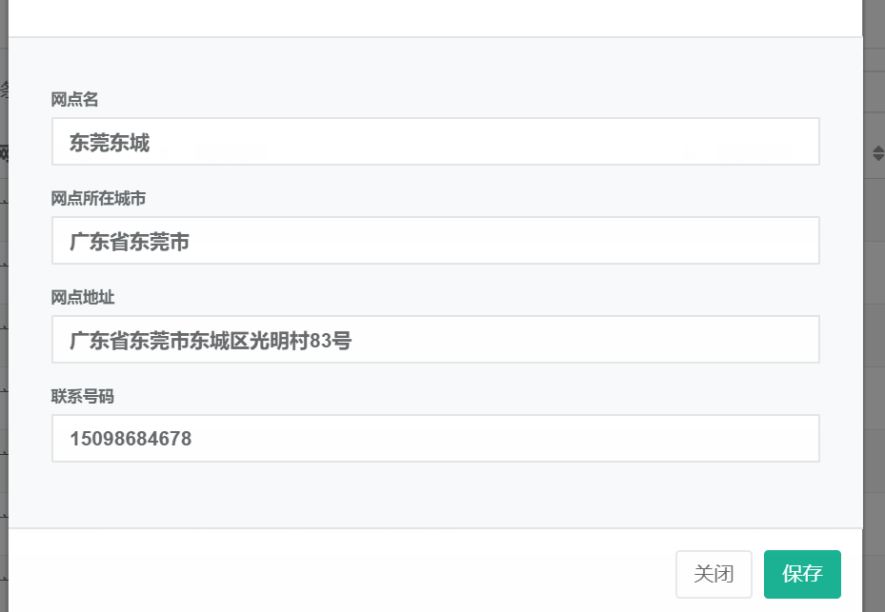 网点名
东莞东城
网点所在城市
广东省东莞市
网点地址
广东省东莞市东城区光明村83号
联系号码
15098684678
关闭
保存